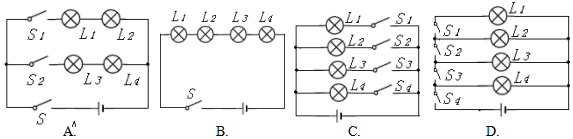 S1 L1 L2
S2 L3 L4
S
A.
L1 L2 L3 L4
S
B.
L1 S1
L2 S2
L3 S3
L4 S4
C.
L1
S1
L2
S2
L3
S3
L4
S4
D.